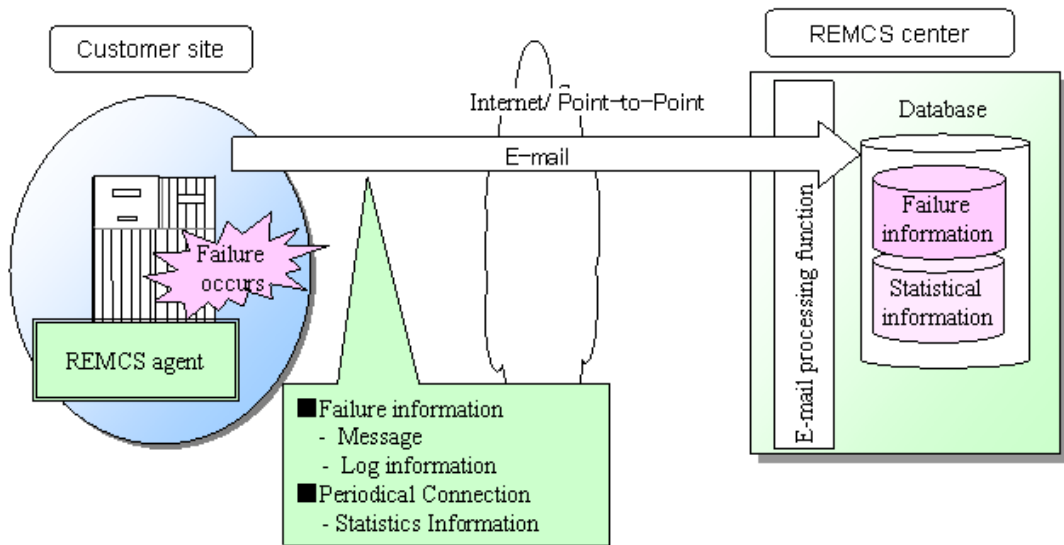 Customer site
REMCS center
Internet/ Point-to-Point
E-mail
Database
Failure
occurs
REMCS agent
E-mail processing function
Failure
information
Statistical
information
■Failure information
- Message
- Log information
■Periodical Connection
- Statistics Information